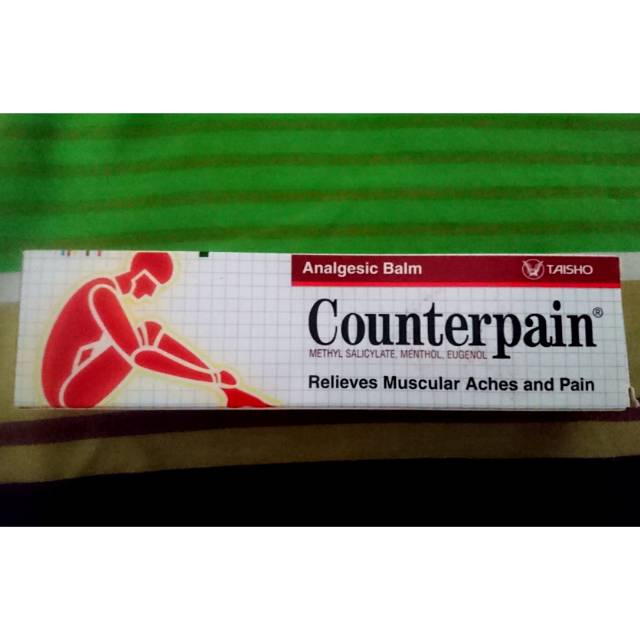 Analgesic Balm
TAISHO
Counterpain®
METHYL SALICYLATE, MENTHOL, EUGENOL
Relieves Muscular Aches and Pain